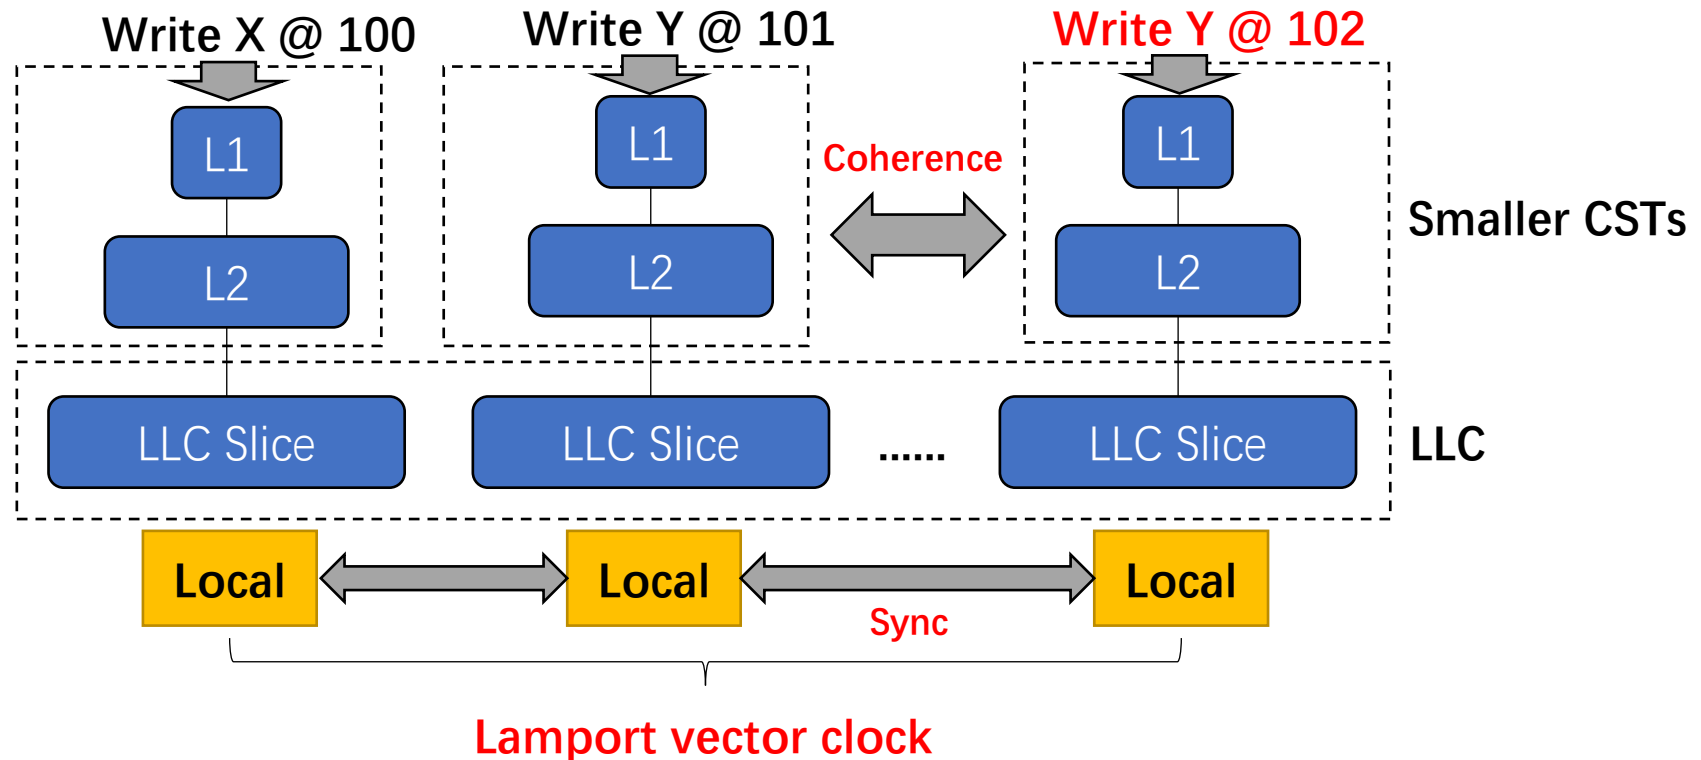 Write X @ 100
Write Y @ 101
Write Y @ 102
L1
L1
L1
Coherence
Smaller CSTs
L2
L2
L2
LLC Slice
LLC Slice
......
LLC Slice
LLC
Local
Local
Local
Sync
Lamport vector clock